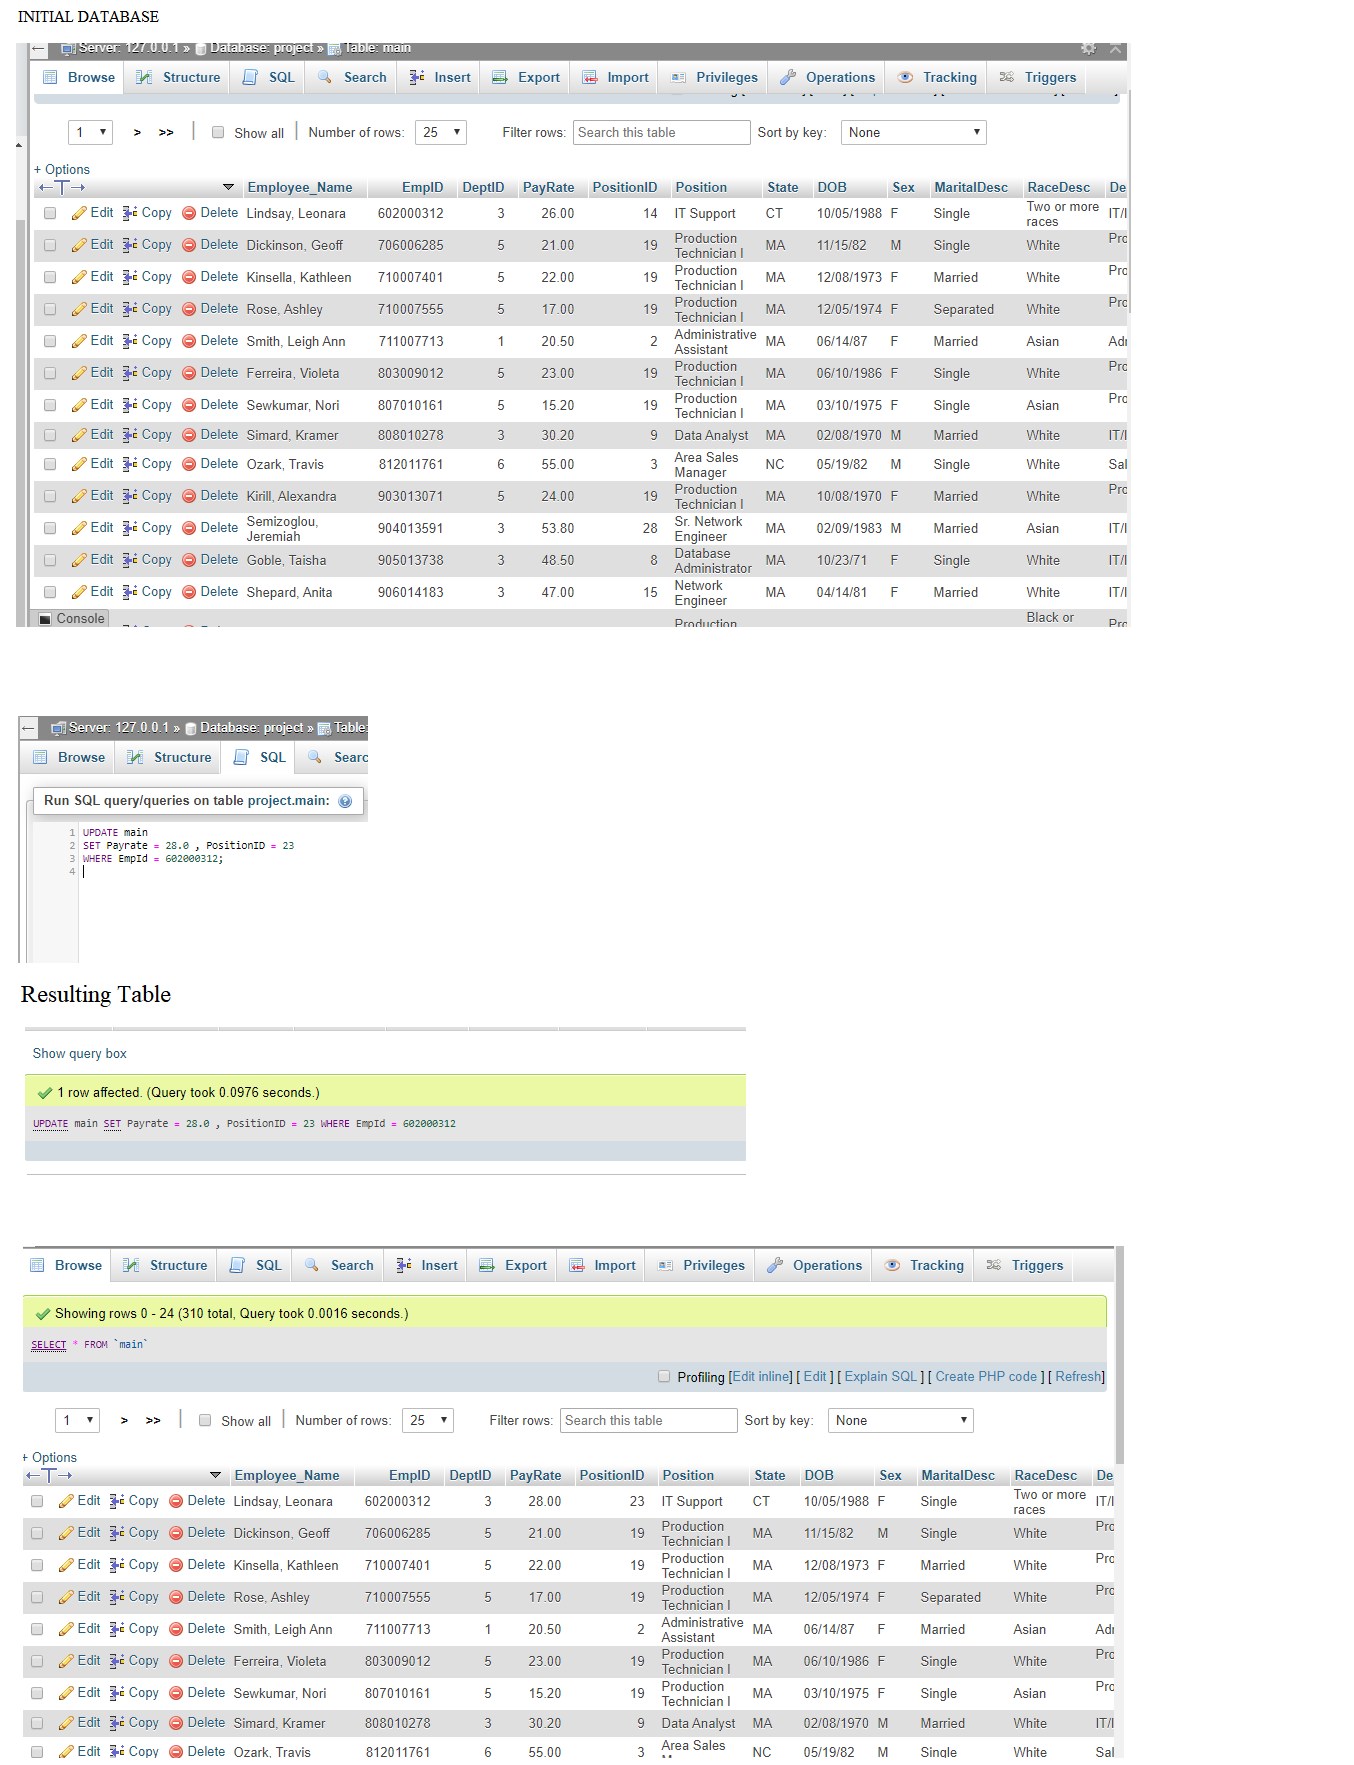 INITIAL DATABASE
Server: 127.0.0.1 » Database: project » Table: main
Browse Structure SQL Search Insert Export Import Privileges Operations Tracking Triggers
1 > >> Show all Number of rows: 25 Filter rows: Search this table Sort by key: None
+ Options
Employee_Name EmpID DeptID PayRate PositionID Position State DOB Sex MaritalDesc RaceDesc De
Edit Copy Delete Lindsay, Leonara 602000312 3 26.00 14 IT Support CT 10/05/1988 F Single Two or more races IT/I
Edit Copy Delete Dickinson, Geoff 706006285 5 21.00 19 Production Technician I MA 11/15/82 M Single White Pro
Edit Copy Delete Kinsella, Kathleen 710007401 5 22.00 19 Production Technician I MA 12/08/1973 F Married White Pro
Edit Copy Delete Rose, Ashley 710007555 5 17.00 19 Production Technician I MA 12/05/1974 F Separated White Pro
Edit Copy Delete Smith, Leigh Ann 711007713 1 20.50 2 Administrative Assistant MA 06/14/87 F Married Asian Adı
Edit Copy Delete Ferreira, Violeta 803009012 5 23.00 19 Production Technician I MA 06/10/1986 F Single White Pro
Edit Copy Delete Sewkumar, Nori 807010161 5 15.20 19 Production Technician I MA 03/10/1975 F Single Asian Pro
Edit Copy Delete Simard, Kramer 808010278 3 30.20 9 Data Analyst MA 02/08/1970 M Married White IT/I
Edit Copy Delete Ozark, Travis 812011761 6 55.00 3 Area Sales Manager NC 05/19/82 M Single White Sal
Edit Copy Delete Kirill, Alexandra 903013071 5 24.00 19 Production Technician I MA 10/08/1970 F Married White Pro
Edit Copy Delete Semizoglou, Jeremiah 904013591 3 53.80 28 Sr. Network Engineer MA 02/09/1983 M Married Asian IT/I
Edit Copy Delete Goble, Taisha 905013738 3 48.50 8 Database Administrator MA 10/23/71 F Single White IT/I
Edit Copy Delete Shepard, Anita 906014183 3 47.00 15 Network Engineer MA 04/14/81 F Married White IT/I
Console Production Black or Pro
Server: 127.0.0.1 » Database: project » Table:
Browse Structure SQL Searc
Run SQL query/queries on table project.main:
1 UPDATE main
2 SET Payrate = 28.0 , PositionID = 23
3 WHERE EmpId = 602000312;
4
Resulting Table
Show query box
1 row affected. (Query took 0.0976 seconds.)
UPDATE main SET Payrate = 28.0 , PositionID = 23 WHERE EmpId = 602000312
Browse Structure SQL Search Insert Export Import Privileges Operations Tracking Triggers
Showing rows 0 - 24 (310 total, Query took 0.0016 seconds.)
SELECT * FROM `main`
Profiling [Edit inline] [ Edit ] [ Explain SQL ] [ Create PHP code ] [ Refresh]
1 > >> Show all Number of rows: 25 Filter rows: Search this table Sort by key: None
+ Options
Employee_Name EmpID DeptID PayRate PositionID Position State DOB Sex MaritalDesc RaceDesc De
Edit Copy Delete Lindsay, Leonara 602000312 3 28.00 23 IT Support CT 10/05/1988 F Single Two or more races IT/I
Edit Copy Delete Dickinson, Geoff 706006285 5 21.00 19 Production Technician I MA 11/15/82 M Single White Pro
Edit Copy Delete Kinsella, Kathleen 710007401 5 22.00 19 Production Technician I MA 12/08/1973 F Married White Pro
Edit Copy Delete Rose, Ashley 710007555 5 17.00 19 Production Technician I MA 12/05/1974 F Separated White Pro
Edit Copy Delete Smith, Leigh Ann 711007713 1 20.50 2 Administrative Assistant MA 06/14/87 F Married Asian Adı
Edit Copy Delete Ferreira, Violeta 803009012 5 23.00 19 Production Technician I MA 06/10/1986 F Single White Pro
Edit Copy Delete Sewkumar, Nori 807010161 5 15.20 19 Production Technician I MA 03/10/1975 F Single Asian Pro
Edit Copy Delete Simard, Kramer 808010278 3 30.20 9 Data Analyst MA 02/08/1970 M Married White IT/I
Edit Copy Delete Ozark, Travis 812011761 6 55.00 3 Area Sales NC 05/19/82 M Single White Sal